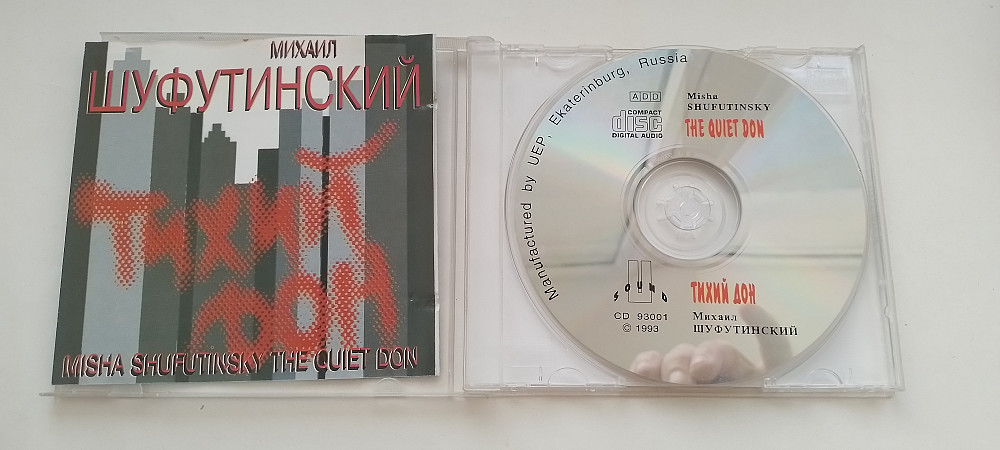 МИХАИЛ
ШУФУТИНСКИЙ
ТИХИЙ
ДОН
MISHA SHUFUTINSKY THE QUIET DON
Manufactured by UEP, Ekaterinburg, Russia
ADD
COMPACT
disc
DIGITAL AUDIO
Misha
SHUFUTINSKY
THE QUIET DON
SOUND
CD 93001
© 1993
ТИХИЙ ДОН
Михаил
ШУФУТИНСКИЙ